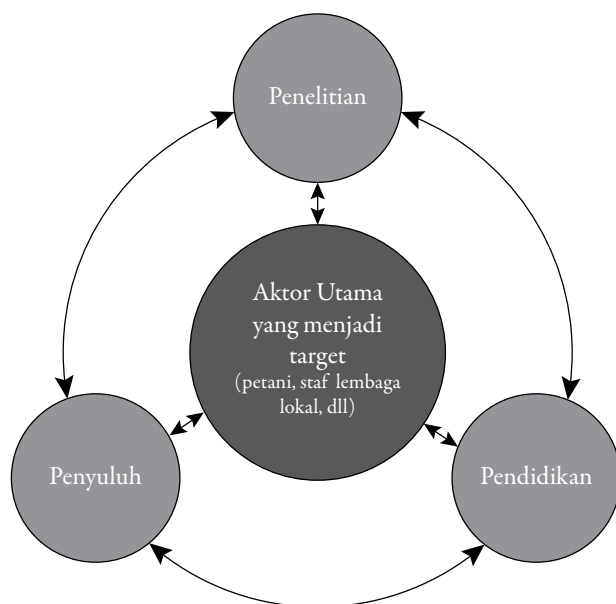 Penelitian
Aktor Utama
yang menjadi
target
(petani, staf lembaga
lokal, dll)
Penyuluh
Pendidikan